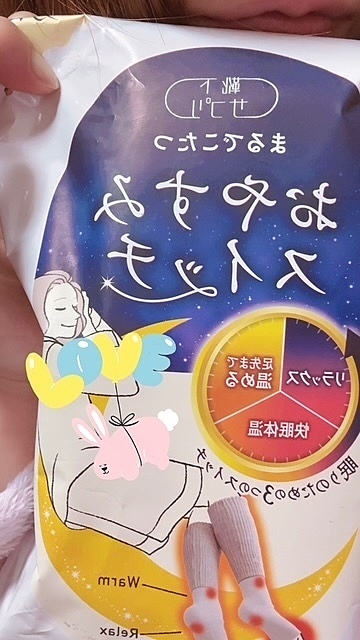 靴下
サプリ
まるでこたつ
おやすみ
スイッチ
LOVE
足先まで
温める
リラックス
快眠体温
眠りのための3つのスイッチ
Warm
Relax